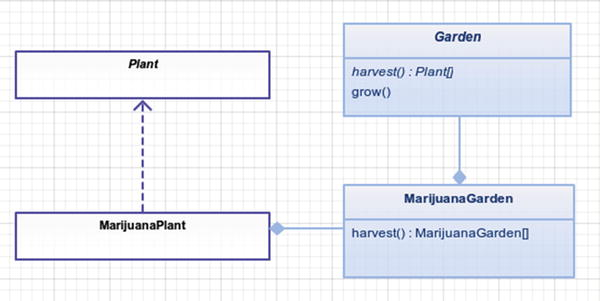 Plant
Garden
harvest() : Plant[]
grow()
MarijuanaPlant
MarijuanaGarden
harvest() : MarijuanaGarden[]